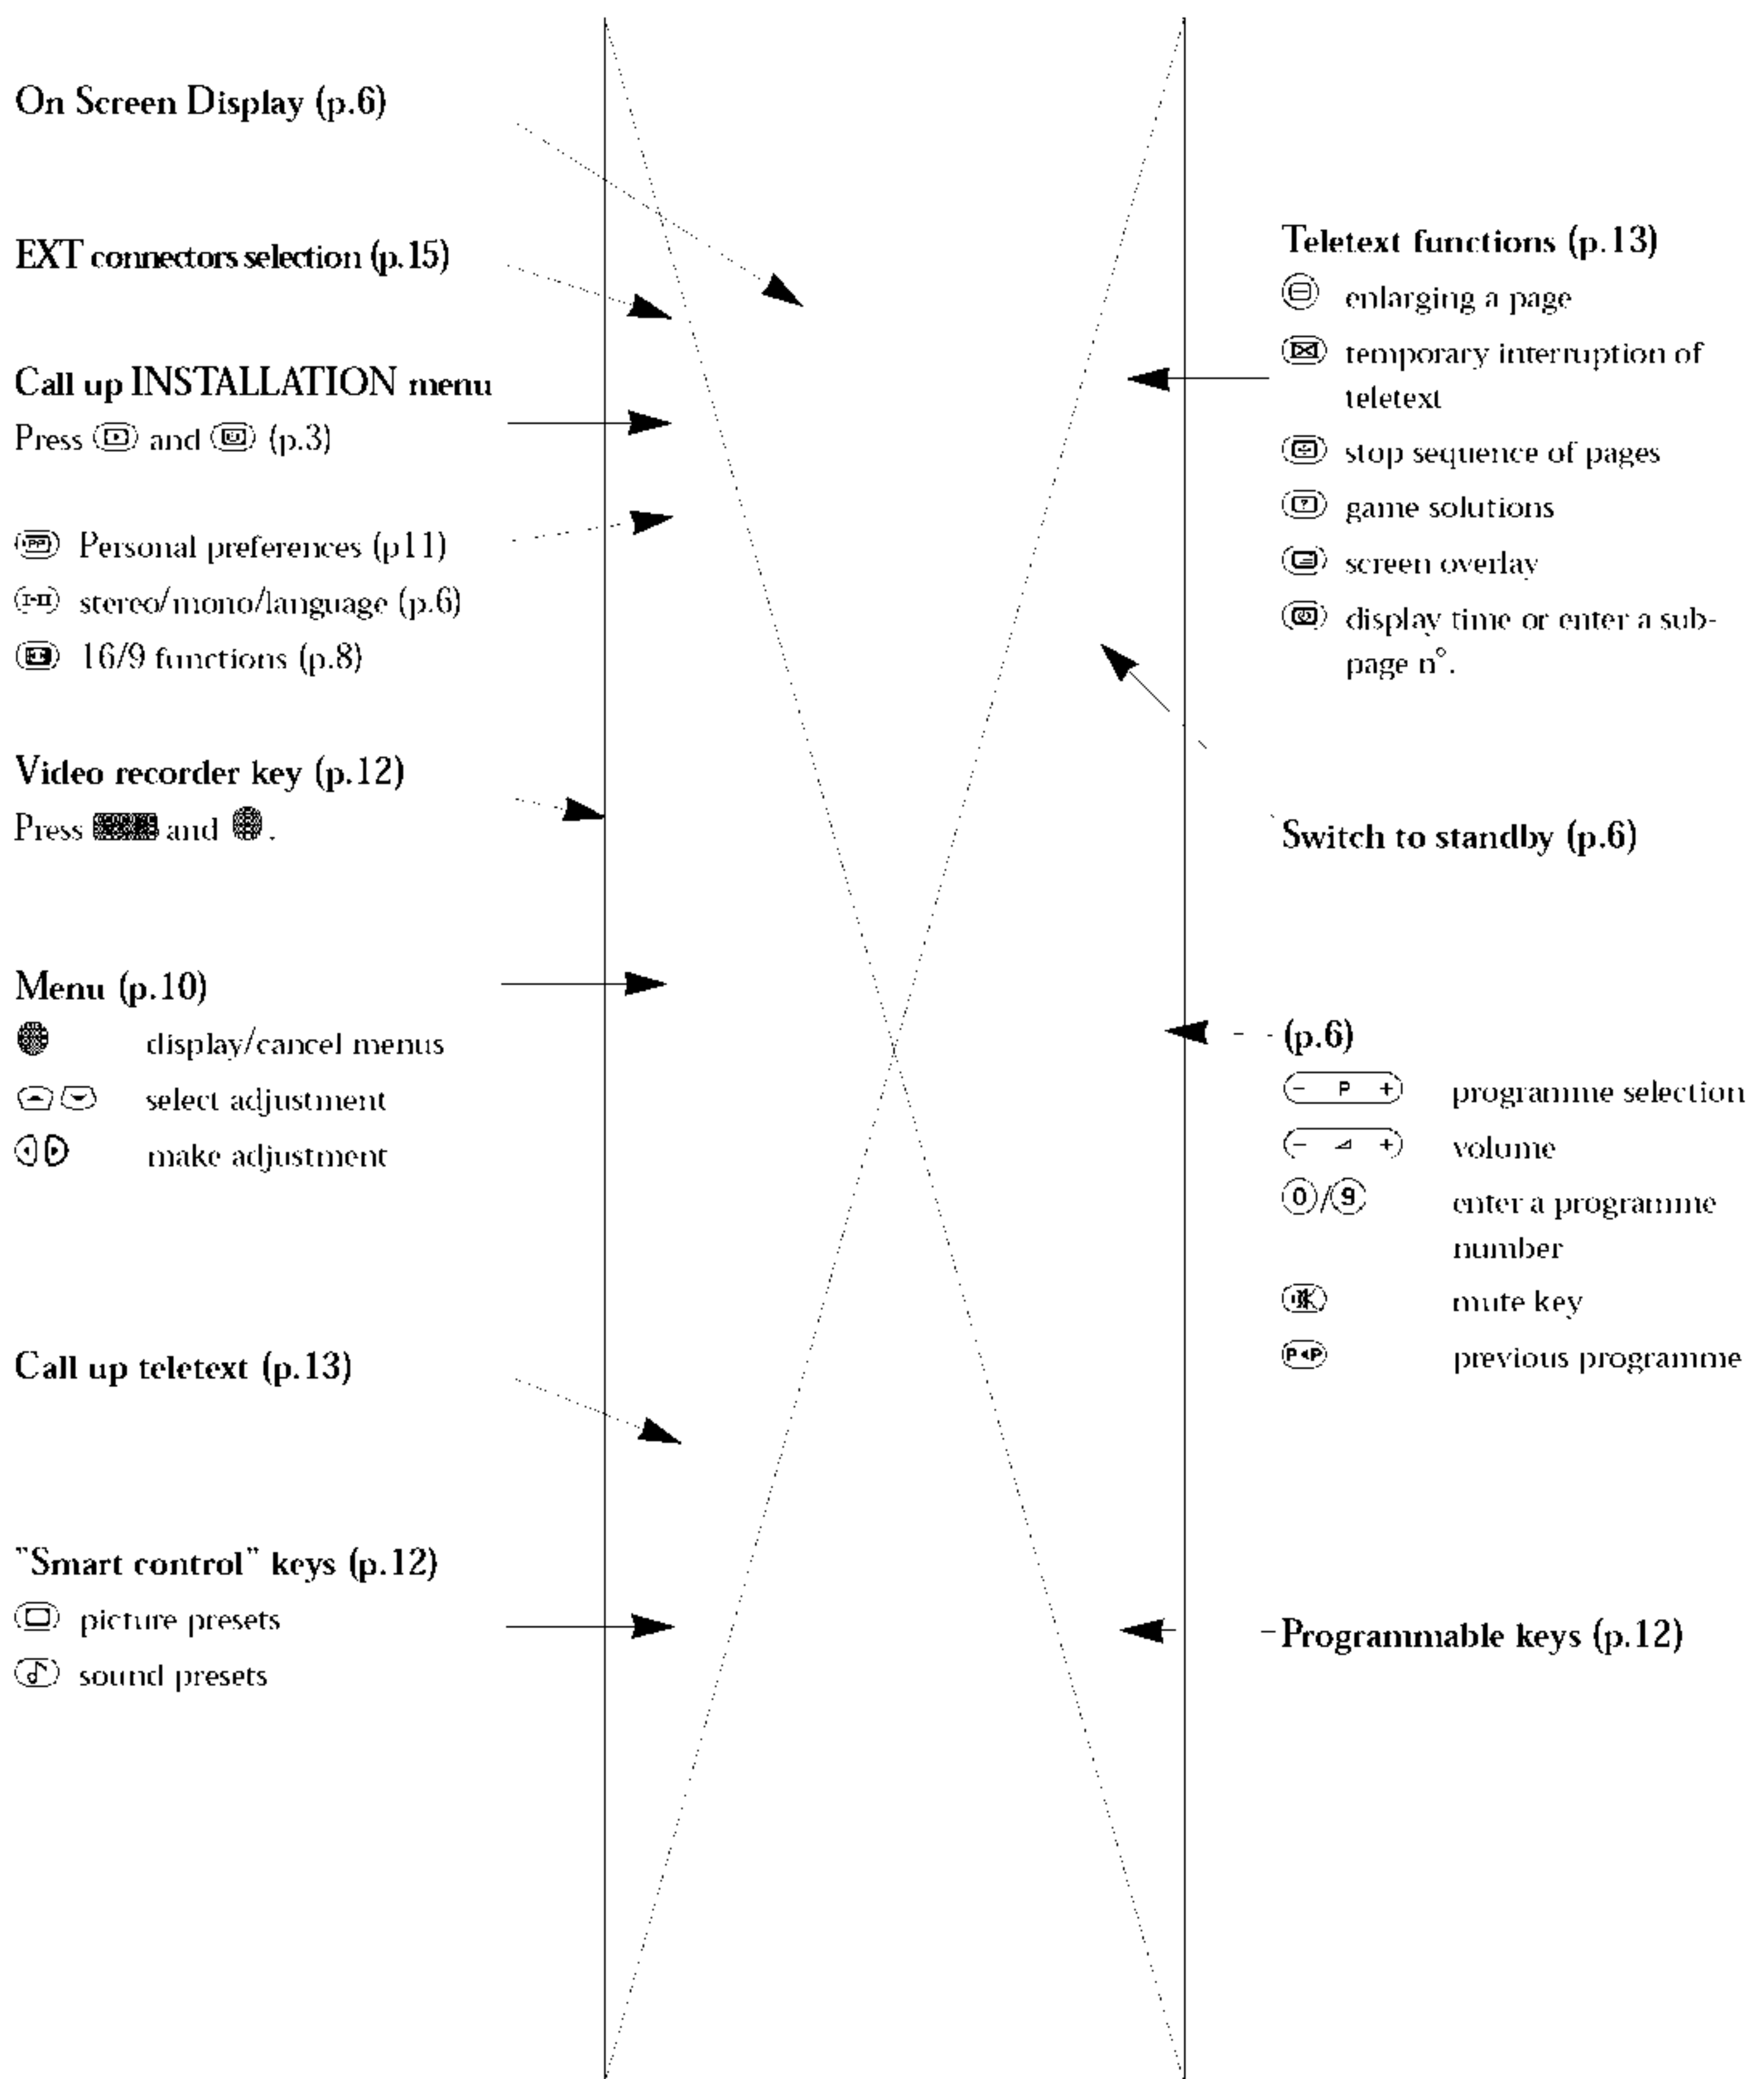 On Screen Display (p.6)
EXT connectors selection (p.15)
Call up INSTALLATION menu
Press and (p.3)
PP Personal preferences (p11)
I-II stereo/mono/language (p.6)
16/9 functions (p.8)
Video recorder key (p.12)
Press and .
Menu (p.10)
display/cancel menus
select adjustment
make adjustment
Call up teletext (p.13)
"Smart control" keys (p.12)
picture presets
sound presets
Teletext functions (p.13)
enlarging a page
temporary interruption of
teletext
stop sequence of pages
? game solutions
screen overlay
display time or enter a sub-
page n°.
Switch to standby (p.6)
(p.6)
- P + programme selection
- + volume
0/9 enter a programme
number
mute key
P◂P previous programme
Programmable keys (p.12)